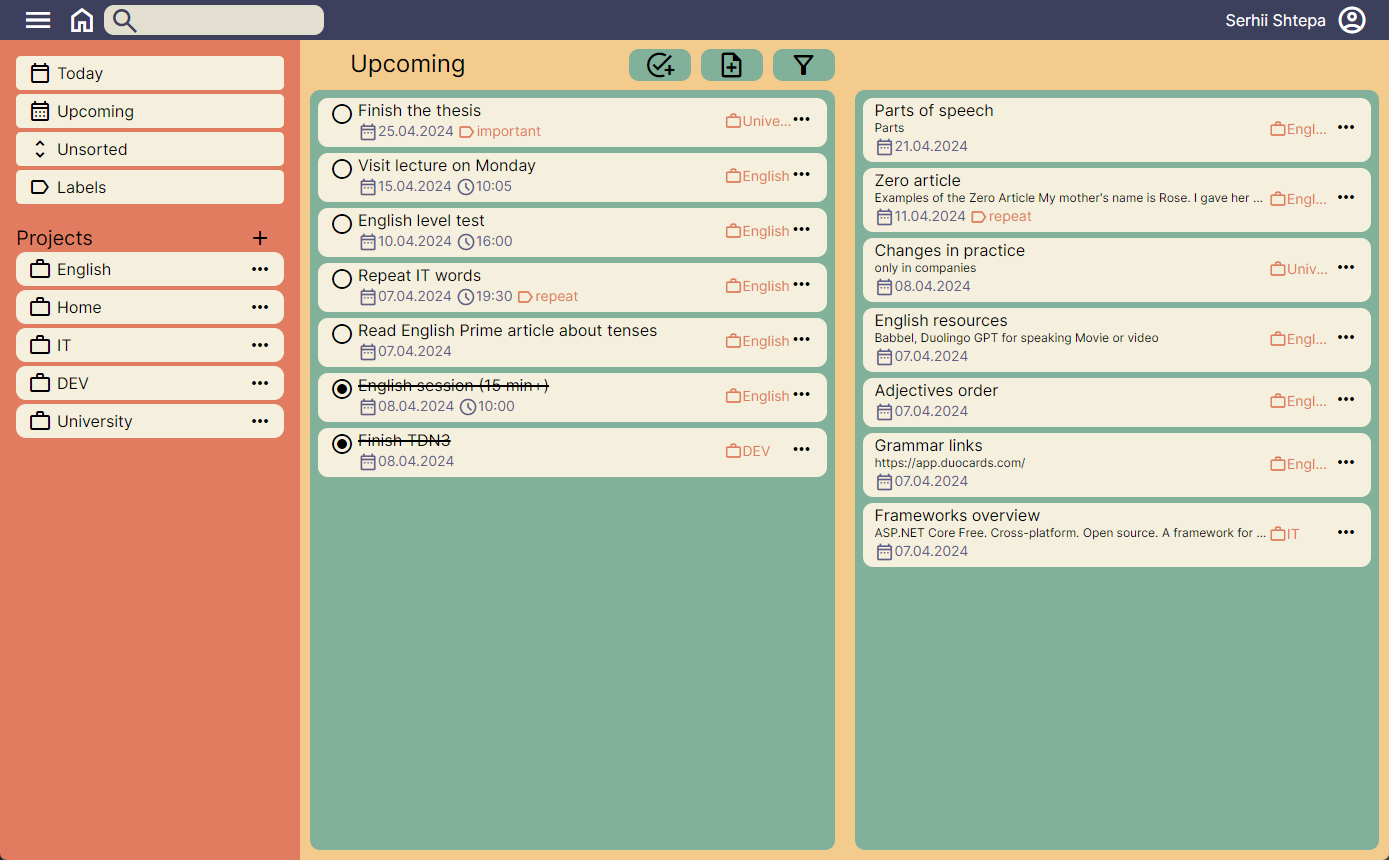 Serhii Shtepa
Today
Upcoming
Unsorted
Labels
Projects
English
Home
IT
DEV
University
Upcoming
Finish the thesis
25.04.2024 important
Unive...
Visit lecture on Monday
15.04.2024 10:05
English
English level test
10.04.2024 16:00
English
Repeat IT words
07.04.2024 19:30 repeat
English
Read English Prime article about tenses
07.04.2024
English
English session (15 min+)
08.04.2024 10:00
English
Finish TDN3
08.04.2024
DEV
Parts of speech
Parts
21.04.2024
Engl...
Zero article
Examples of the Zero Article My mother's name is Rose. I gave her ...
11.04.2024 repeat
Engl...
Changes in practice
only in companies
08.04.2024
Univ...
English resources
Babbel, Duolingo GPT for speaking Movie or video
07.04.2024
Engl...
Adjectives order
07.04.2024
Engl...
Grammar links
https://app.duocards.com/
07.04.2024
Engl...
Frameworks overview
ASP.NET Core Free. Cross-platform. Open source. A framework for ...
07.04.2024
IT